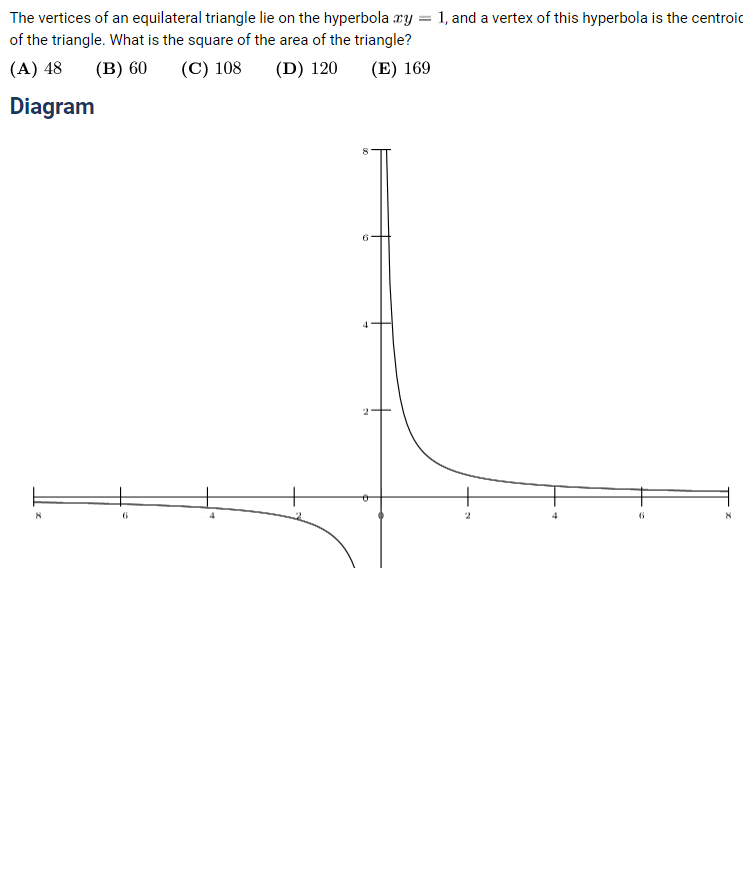 The vertices of an equilateral triangle lie on the hyperbola xy = 1, and a vertex of this hyperbola is the centroid
of the triangle. What is the square of the area of the triangle?
(A) 48 (B) 60 (C) 108 (D) 120 (E) 169
Diagram
8
6
4
2
0
8 6 4 2 0 2 4 6 8